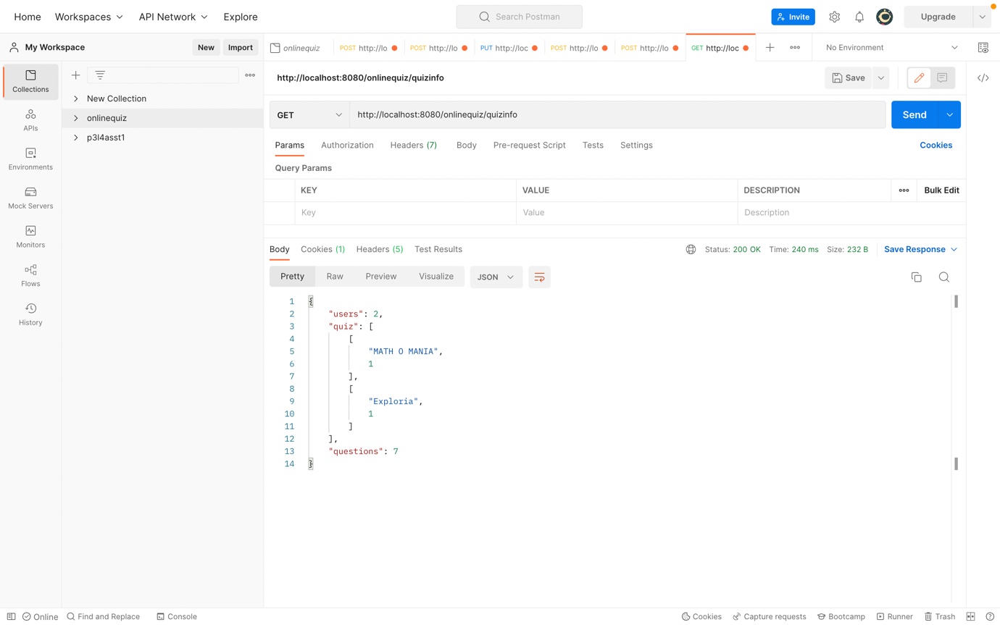 Home Workspaces API Network Explore Search Postman Invite Upgrade
My Workspace New Import onlinequiz POST http://lo POST http://lo PUT http://loc POST http://lo POST http://lo GET http://loc No Environment
Collections
APIs
Environments
Mock Servers
Monitors
Flows
History
New Collection
onlinequiz
p3l4asst1
http://localhost:8080/onlinequiz/quizinfo Save
GET http://localhost:8080/onlinequiz/quizinfo Send
Params Authorization Headers (7) Body Pre-request Script Tests Settings Cookies
Query Params
KEY VALUE DESCRIPTION Bulk Edit
Key Value Description
Body Cookies (1) Headers (5) Test Results Status: 200 OK Time: 240 ms Size: 232 B Save Response
Pretty Raw Preview Visualize JSON
1 {
2 "users": 2,
3 "quiz": [
4 [
5 "MATH O MANIA",
6 1
7 ],
8 [
9 "Exploria",
10 1
11 ]
12 ],
13 "questions": 7
14 }
Online Find and Replace Console Cookies Capture requests Bootcamp Runner Trash